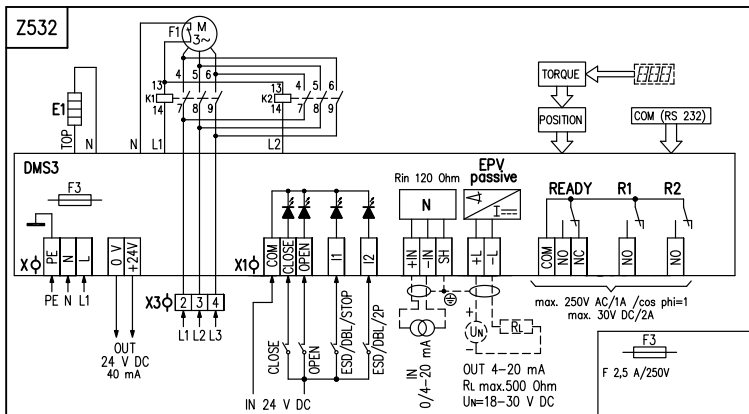 Z532
F1
M
3~
4 5 6
13
K1
14
7 8 9
13
K2
14
4 5 6
7 8 9
TORQUE
POSITION
COM (RS 232)
E1
TOP
N
N
L1
L2
DMS3
F3
Rin 120 Ohm
N
EPV
passive
READY
R1
R2
X
PE
N
L
0 V
+24V
X1
COM
CLOSE
OPEN
I1
I2
+IN
-IN
SH
+L
-L
COM
NO
NC
NO
NO
PE N L1
X3
2 3 4
L1 L2 L3
OUT
24 V DC
40 mA
CLOSE
OPEN
ESD/DBL/STOP
ESD/DBL/2P
IN 24 V DC
IN
0/4-20 mA
+
UN
-
RL
OUT 4-20 mA
RL max.500 Ohm
UN=18-30 V DC
max. 250V AC/1A /cos phi=1
max. 30V DC/2A
F3
F 2,5 A/250V